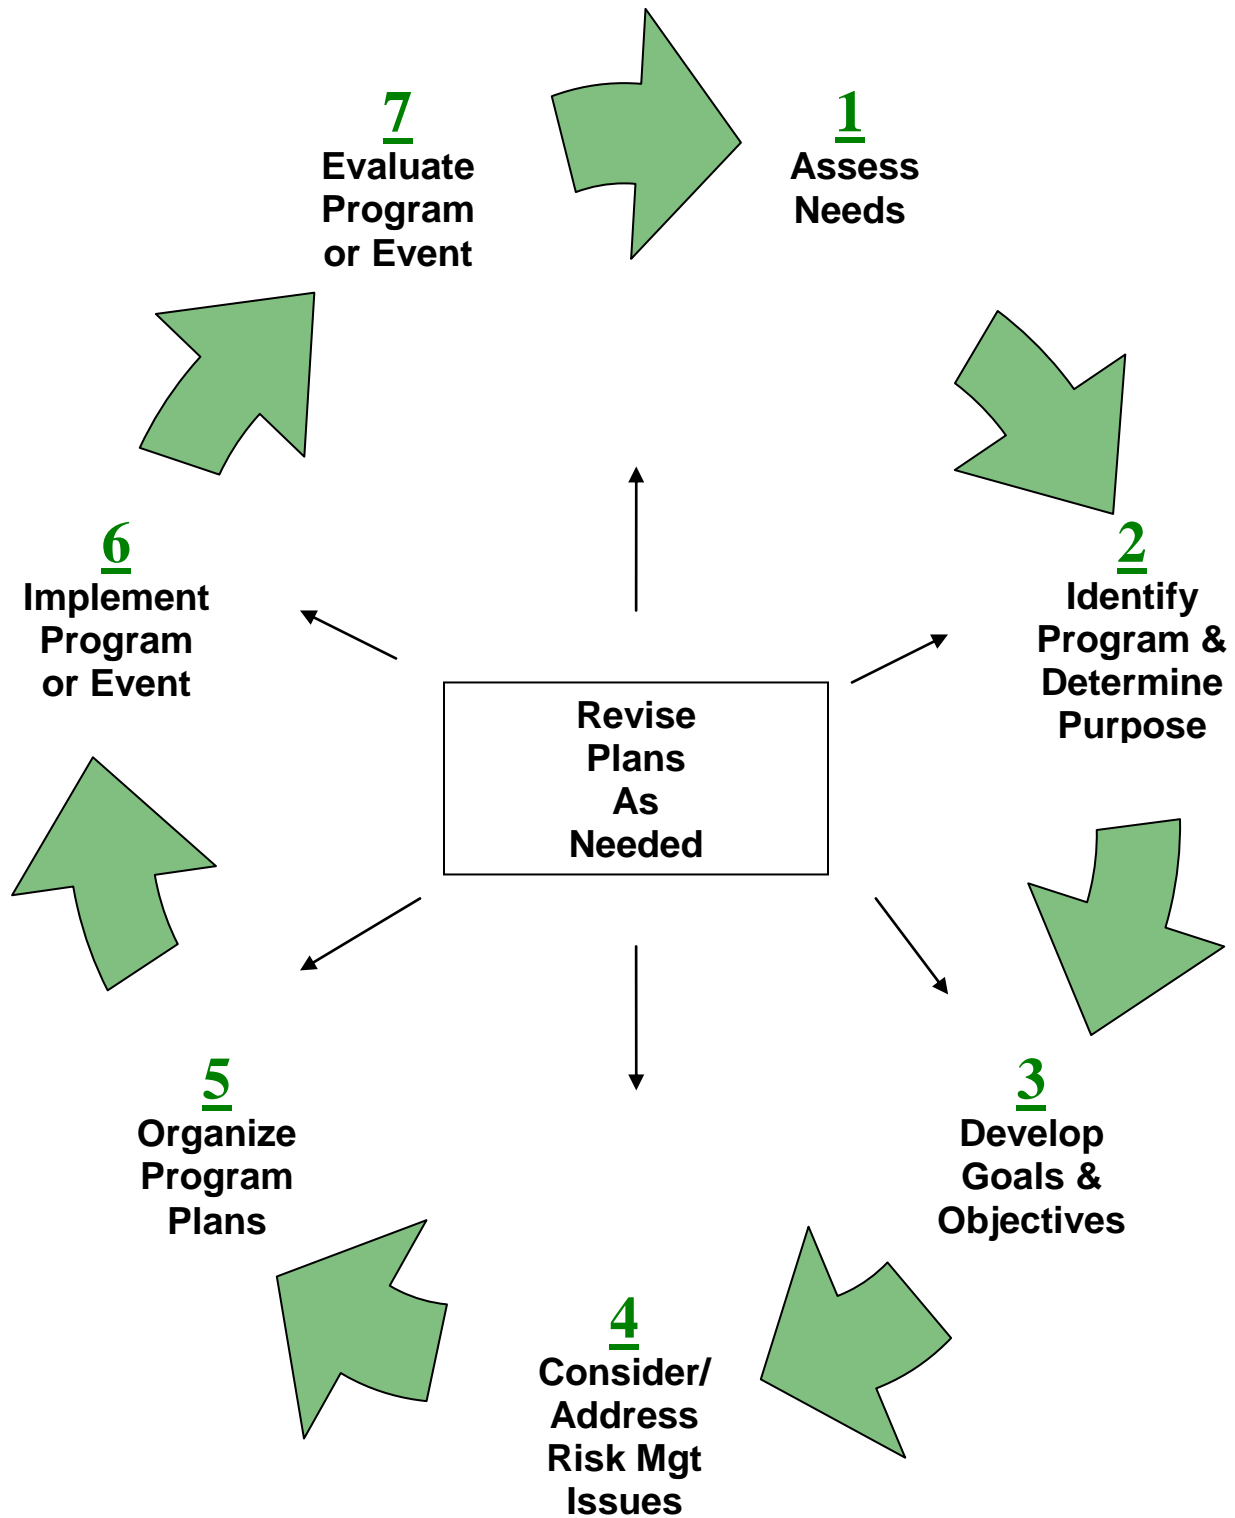 1
Assess
Needs
2
Identify
Program &
Determine
Purpose
3
Develop
Goals &
Objectives
4
Consider/
Address
Risk Mgt
Issues
5
Organize
Program
Plans
6
Implement
Program
or Event
7
Evaluate
Program
or Event
Revise
Plans
As
Needed